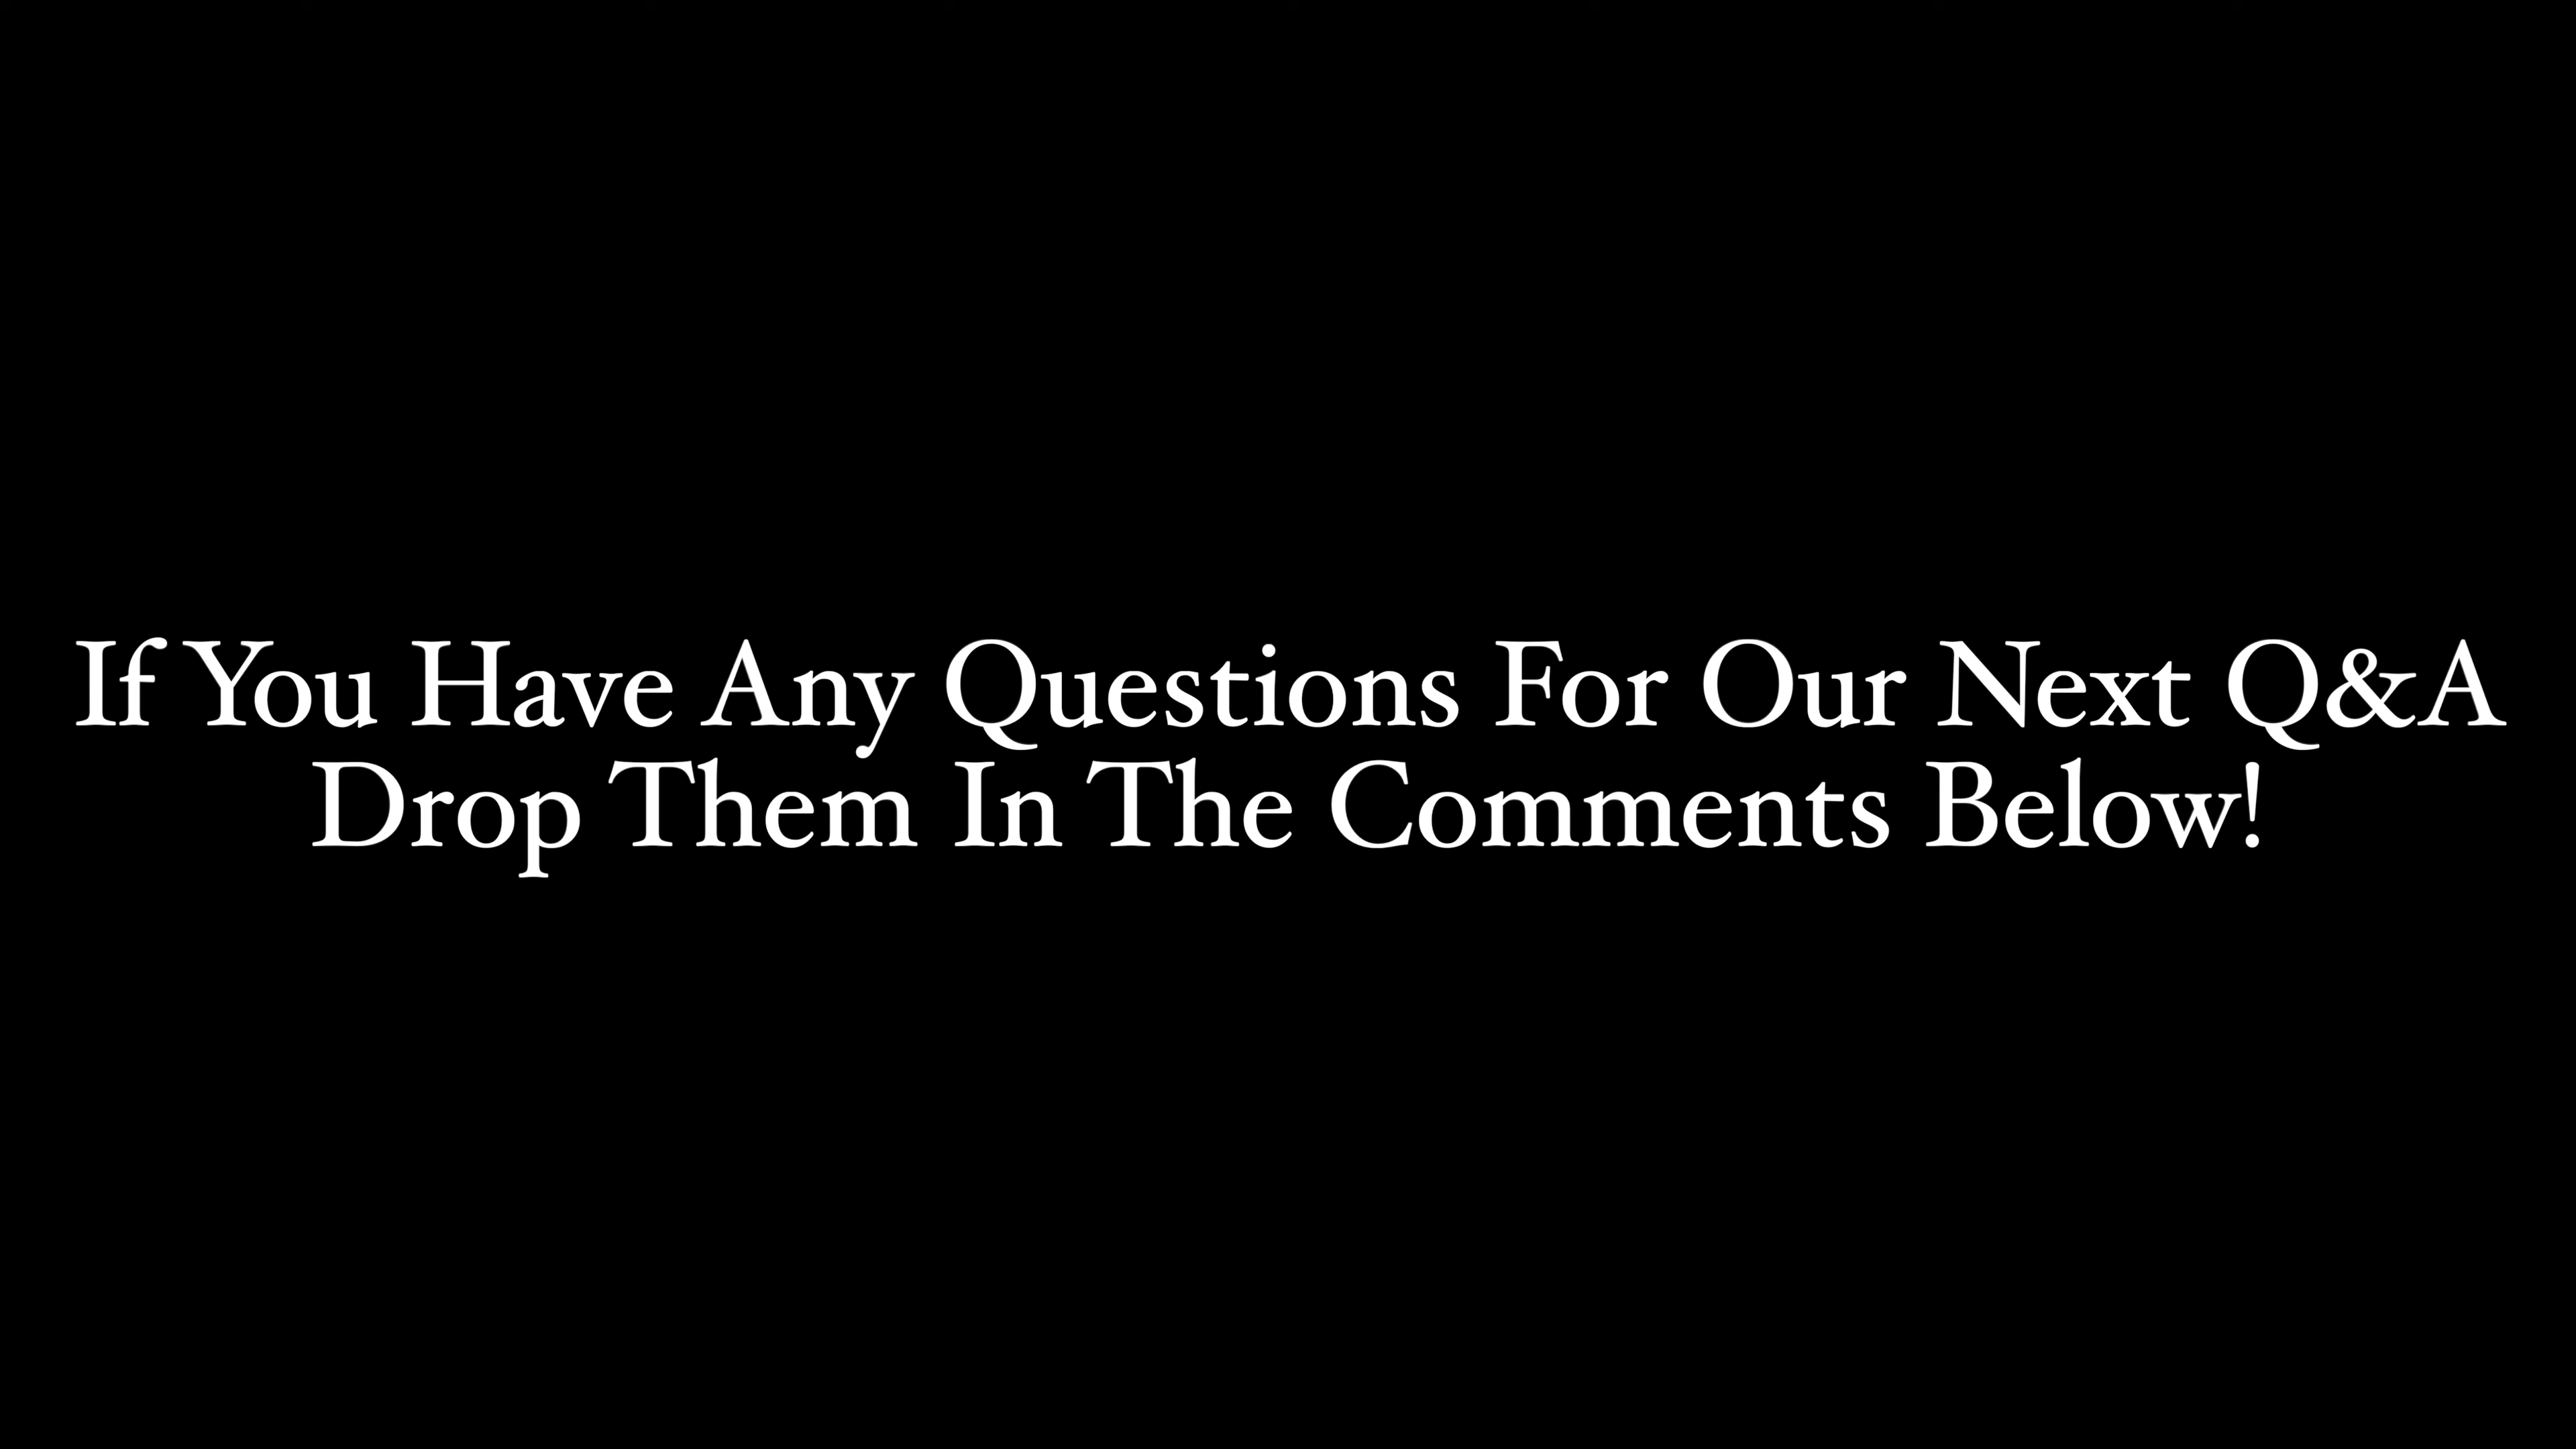 If You Have Any Questions For Our Next Q&A
Drop Them In The Comments Below!